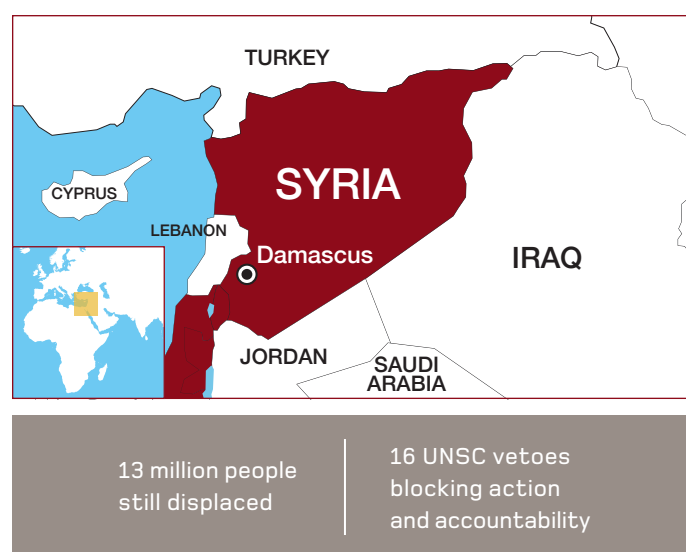 TURKEY
SYRIA
CYPRUS
LEBANON
Damascus
IRAQ
JORDAN
SAUDI
ARABIA
13 million people
still displaced
16 UNSC vetoes
blocking action
and accountability